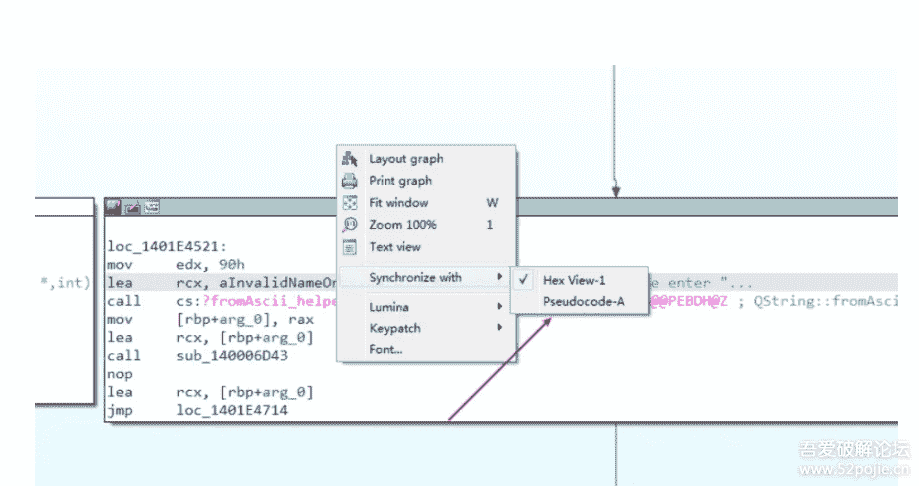 Layout graph
Print graph
Fit window W
Zoom 100% 1
Text view
Synchronize with
Lumina
Keypatch
Font...
Hex View-1
Pseudocode-A
*,int)
loc_1401E4521:
mov edx, 90h
lea rcx, aInvalidNameOr e enter "...
call cs:?fromAscii_helpe @@PEBDH@Z ; QString::fromAsci
mov [rbp+arg_0], rax
lea rcx, [rbp+arg_0]
call sub_140006D43
nop
lea rcx, [rbp+arg_0]
jmp loc_1401E4714
吾爱破解论坛
www.52pojie.cn